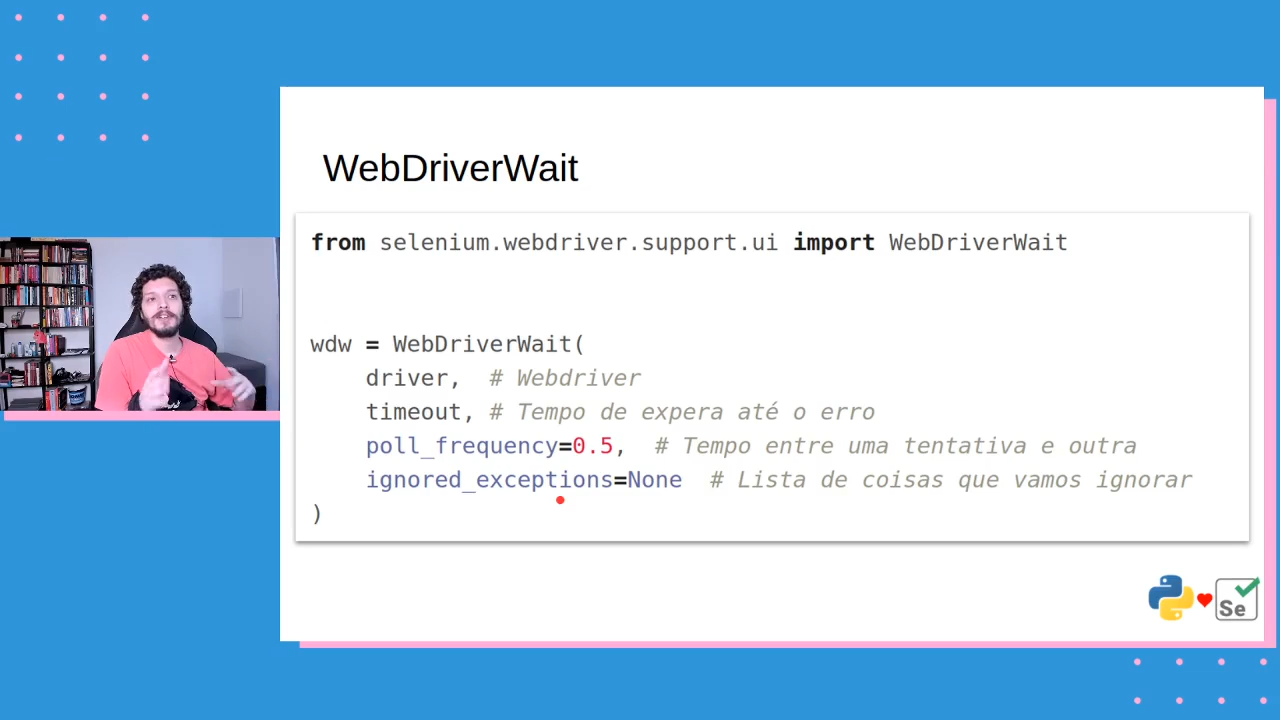 WebDriverWait
from selenium.webdriver.support.ui import WebDriverWait
wdw = WebDriverWait(
driver,  # Webdriver
timeout, # Tempo de expera até o erro
poll_frequency=0.5,  # Tempo entre uma tentativa e outra
ignored_exceptions=None  # Lista de coisas que vamos ignorar
)
Se